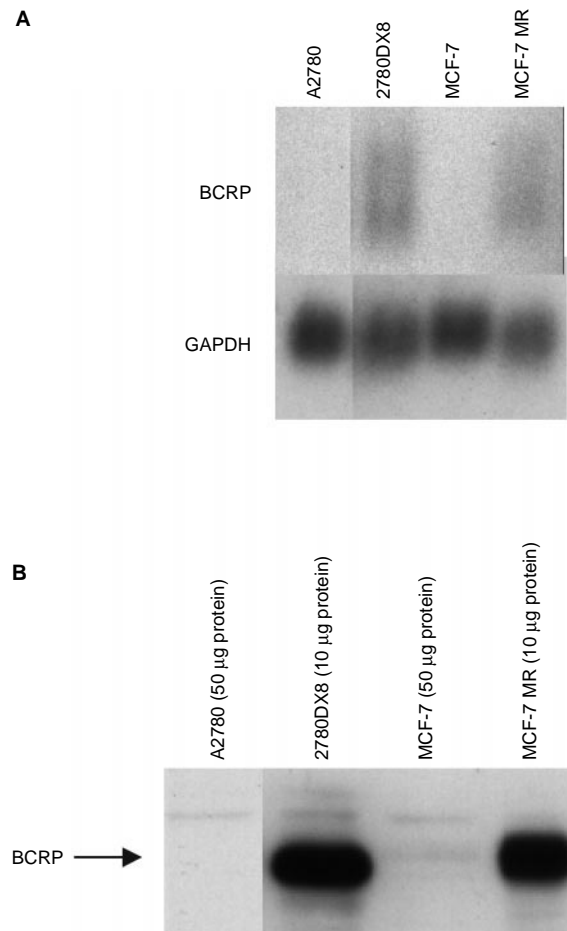 A
A2780
2780DX8
MCF-7
MCF-7 MR
BCRP
GAPDH
B
A2780 (50 μg protein)
2780DX8 (10 μg protein)
MCF-7 (50 μg protein)
MCF-7 MR (10 μg protein)
BCRP